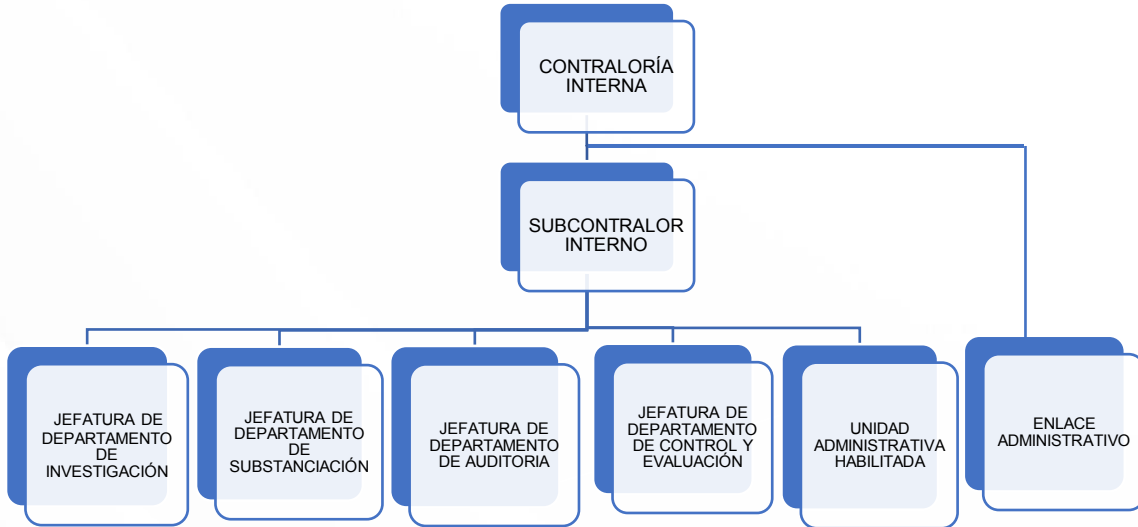 CONTRALORÍA
INTERNA
SUBCONTRALOR
INTERNO
JEFATURA DE
DEPARTAMENTO
DE
INVESTIGACIÓN
JEFATURA DE
DEPARTAMENTO
DE
SUBSTANCIACIÓN
JEFATURA DE
DEPARTAMENTO
DE AUDITORIA
JEFATURA DE
DEPARTAMENTO
DE CONTROL Y
EVALUACIÓN
UNIDAD
ADMINISTRATIVA
HABILITADA
ENLACE
ADMINISTRATIVO